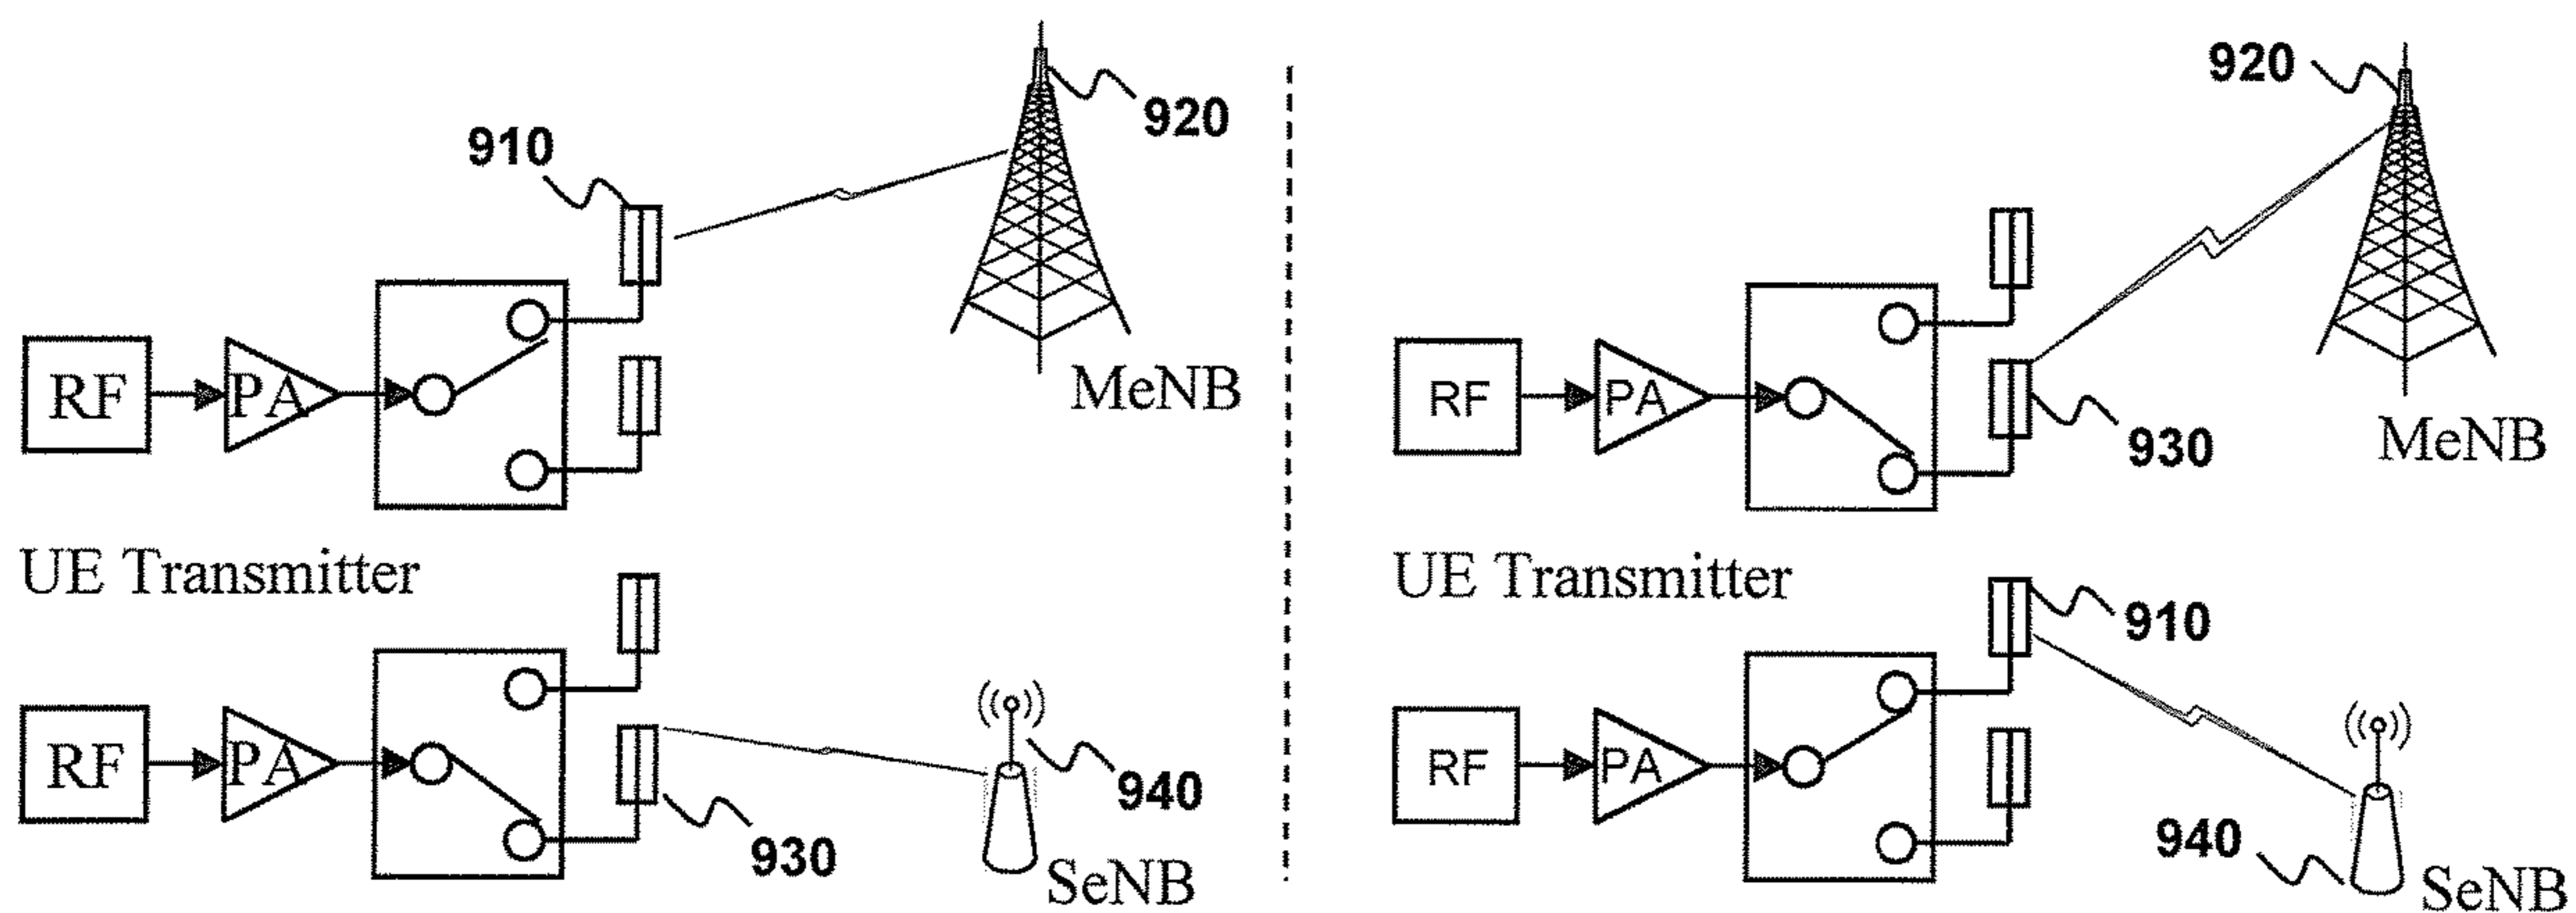 920
910
RF
PA
MeNB
UE Transmitter
RF
PA
930
940
SeNB
920
RF
PA
930
MeNB
UE Transmitter
910
RF
PA
940
SeNB